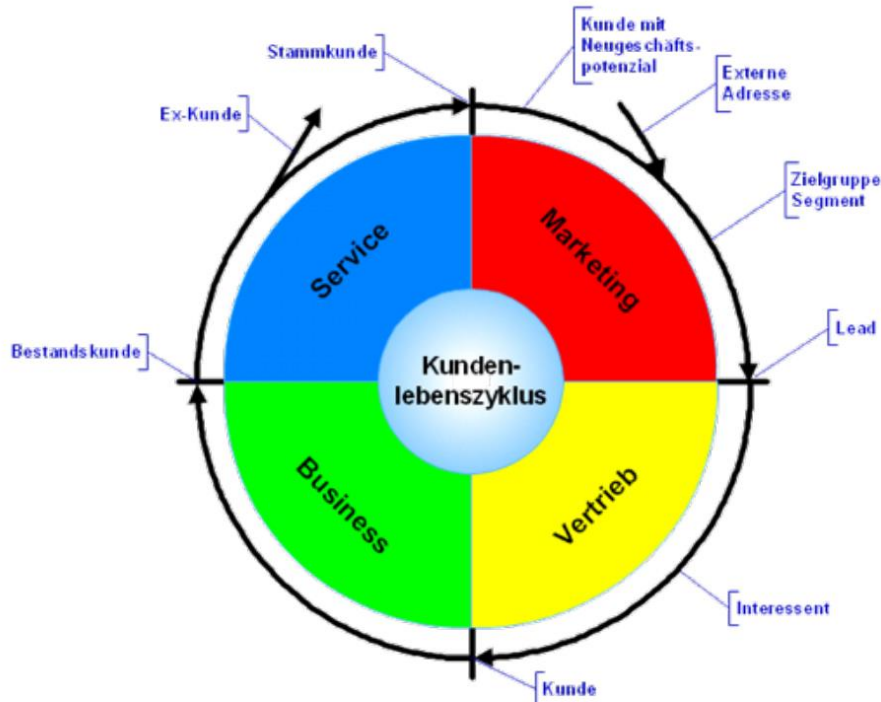 Stammkunde
Kunde mit
Neugeschäfts-
potenzial
Externe
Adresse
Ex-Kunde
Zielgruppe
Segment
Service
Marketing
Bestandskunde
Lead
Kunden-
lebenszyklus
Business
Vertrieb
Interessent
Kunde